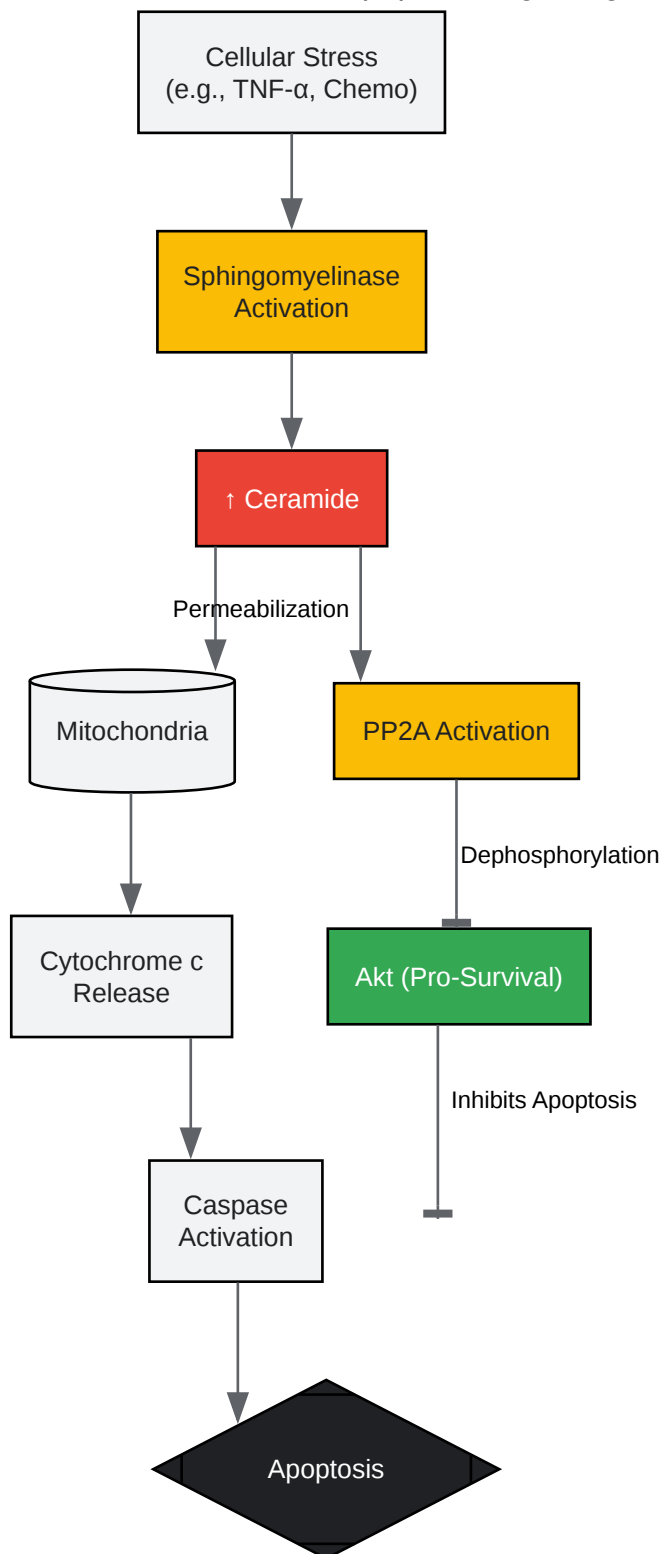 Cellular Stress
(e.g., TNF-α, Chemo)
Sphingomyelinase
Activation
↑ Ceramide
Permeabilization
Mitochondria
PP2A Activation
Dephosphorylation
Cytochrome c
Release
Akt (Pro-Survival)
Inhibits Apoptosis
Caspase
Activation
Apoptosis